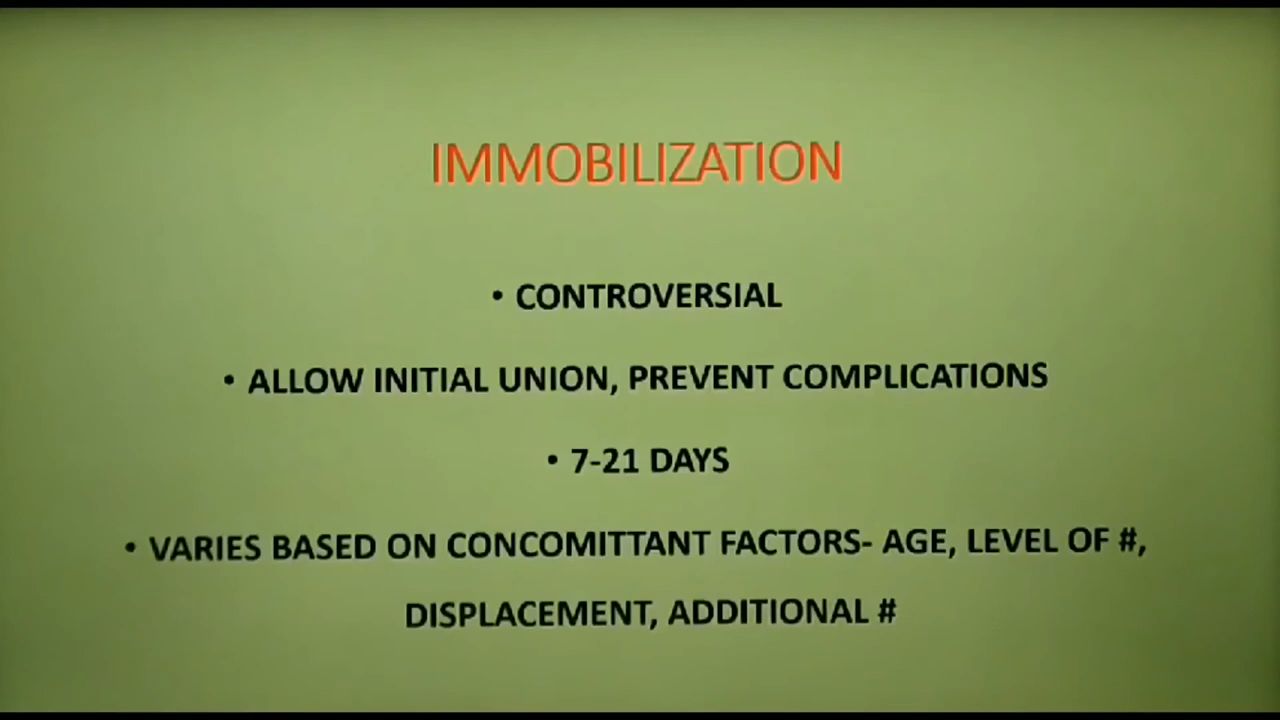 IMMOBILIZATION
• CONTROVERSIAL
• ALLOW INITIAL UNION, PREVENT COMPLICATIONS
• 7-21 DAYS
• VARIES BASED ON CONCOMITTANT FACTORS- AGE, LEVEL OF #,
DISPLACEMENT, ADDITIONAL #